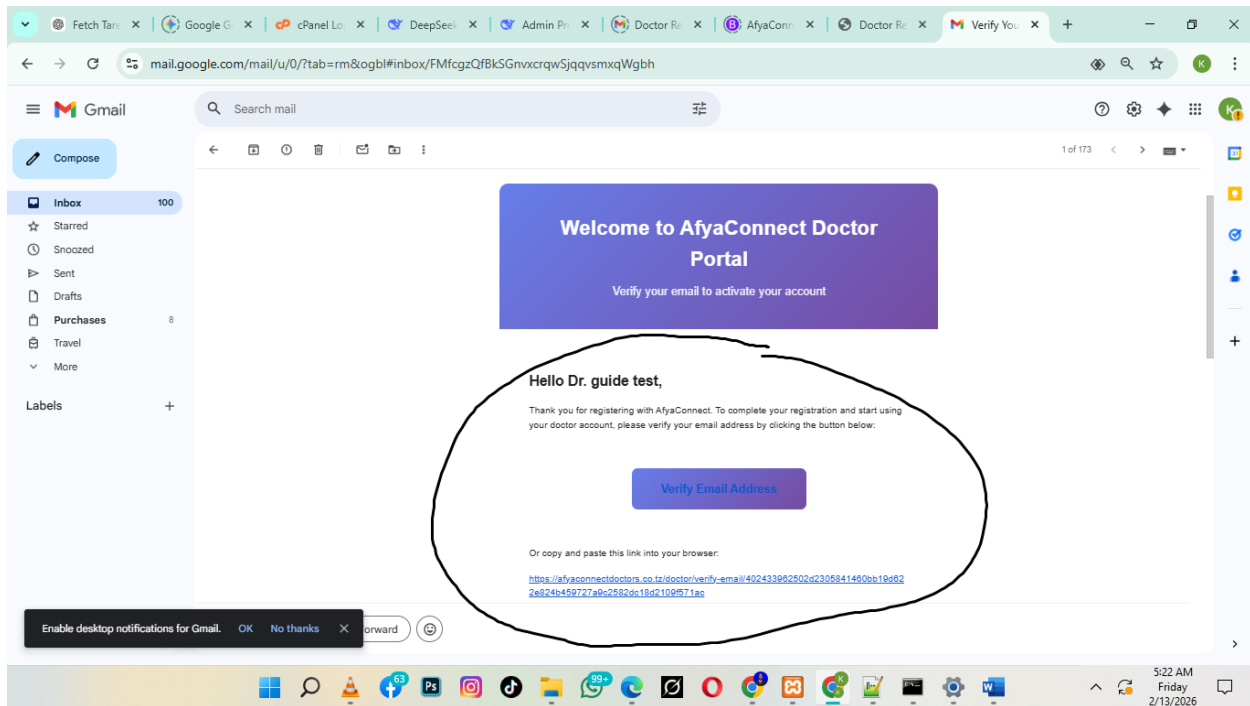 Fetch Tare
Google G
cPanel Lo
DeepSeek
Admin Pr
Doctor Re
AfyaConn
Doctor Re
Verify You
mail.google.com/mail/u/0/?tab=rm&ogbl#inbox/FMfcgzQfBkSGnvxcrqwSjqqvsmxqWgbh
K
Gmail
Search mail
Compose
1 of 173
Inbox 100
Starred
Snoozed
Sent
Drafts
Purchases 8
Travel
More
Labels
Welcome to AfyaConnect Doctor
Portal
Verify your email to activate your account
Hello Dr. guide test,
Thank you for registering with AfyaConnect. To complete your registration and start using
your doctor account, please verify your email address by clicking the button below:
Verify Email Address
Or copy and paste this link into your browser:
https://afyaconnectdoctors.co.tz/doctor/verify-email/402433962502d2305841460bb19d62
2e824b459727a9c2582dc18d2109f571ac
Enable desktop notifications for Gmail. OK No thanks
orward
63
Ps
99+
5:22 AM
Friday
2/13/2026